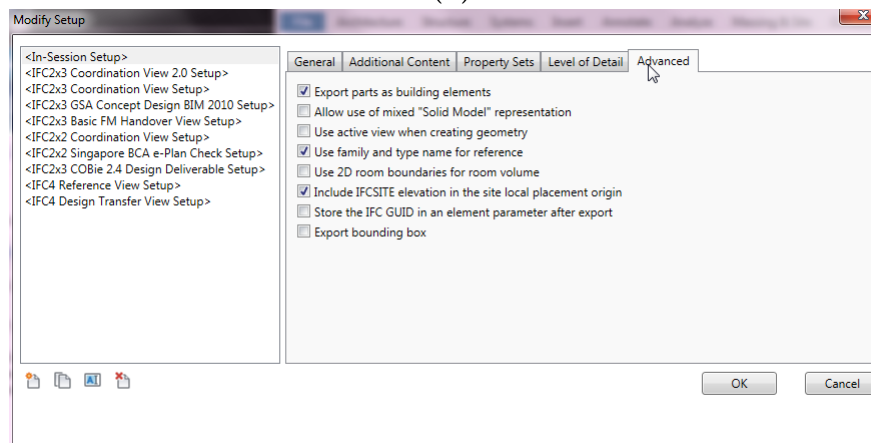 Modify Setup
<In-Session Setup>
<IFC2x3 Coordination View 2.0 Setup>
<IFC2x3 Coordination View Setup>
<IFC2x3 GSA Concept Design BIM 2010 Setup>
<IFC2x3 Basic FM Handover View Setup>
<IFC2x2 Coordination View Setup>
<IFC2x2 Singapore BCA e-Plan Check Setup>
<IFC2x3 COBie 2.4 Design Deliverable Setup>
<IFC4 Reference View Setup>
<IFC4 Design Transfer View Setup>
General Additional Content Property Sets Level of Detail Advanced
Export parts as building elements
Allow use of mixed "Solid Model" representation
Use active view when creating geometry
Use family and type name for reference
Use 2D room boundaries for room volume
Include IFCSITE elevation in the site local placement origin
Store the IFC GUID in an element parameter after export
Export bounding box
OK Cancel